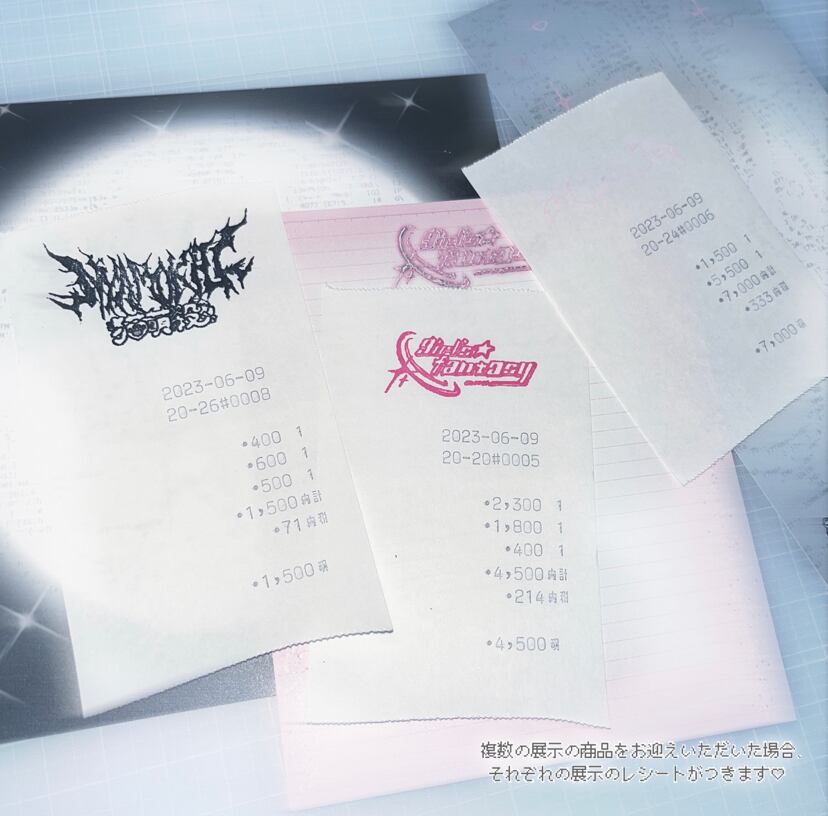 2023-06-09
20-26#0008
•400 1
•600 1
•500 1
•1,500内計
•71内税
•1,500現
girl's☆
fantasy
girl's☆
fantasy
2023-06-09
20-20#0005
•2,300 1
•1,800 1
•400 1
•4,500内計
•214内税
•4,500現
2023-06-09
20-24#0006
•1,500 1
•5,500 1
•7,000内計
•333内税
•7,000現
複数の展示の商品をお迎えいただいた場合、
それぞれの展示のレシートがつきます♡